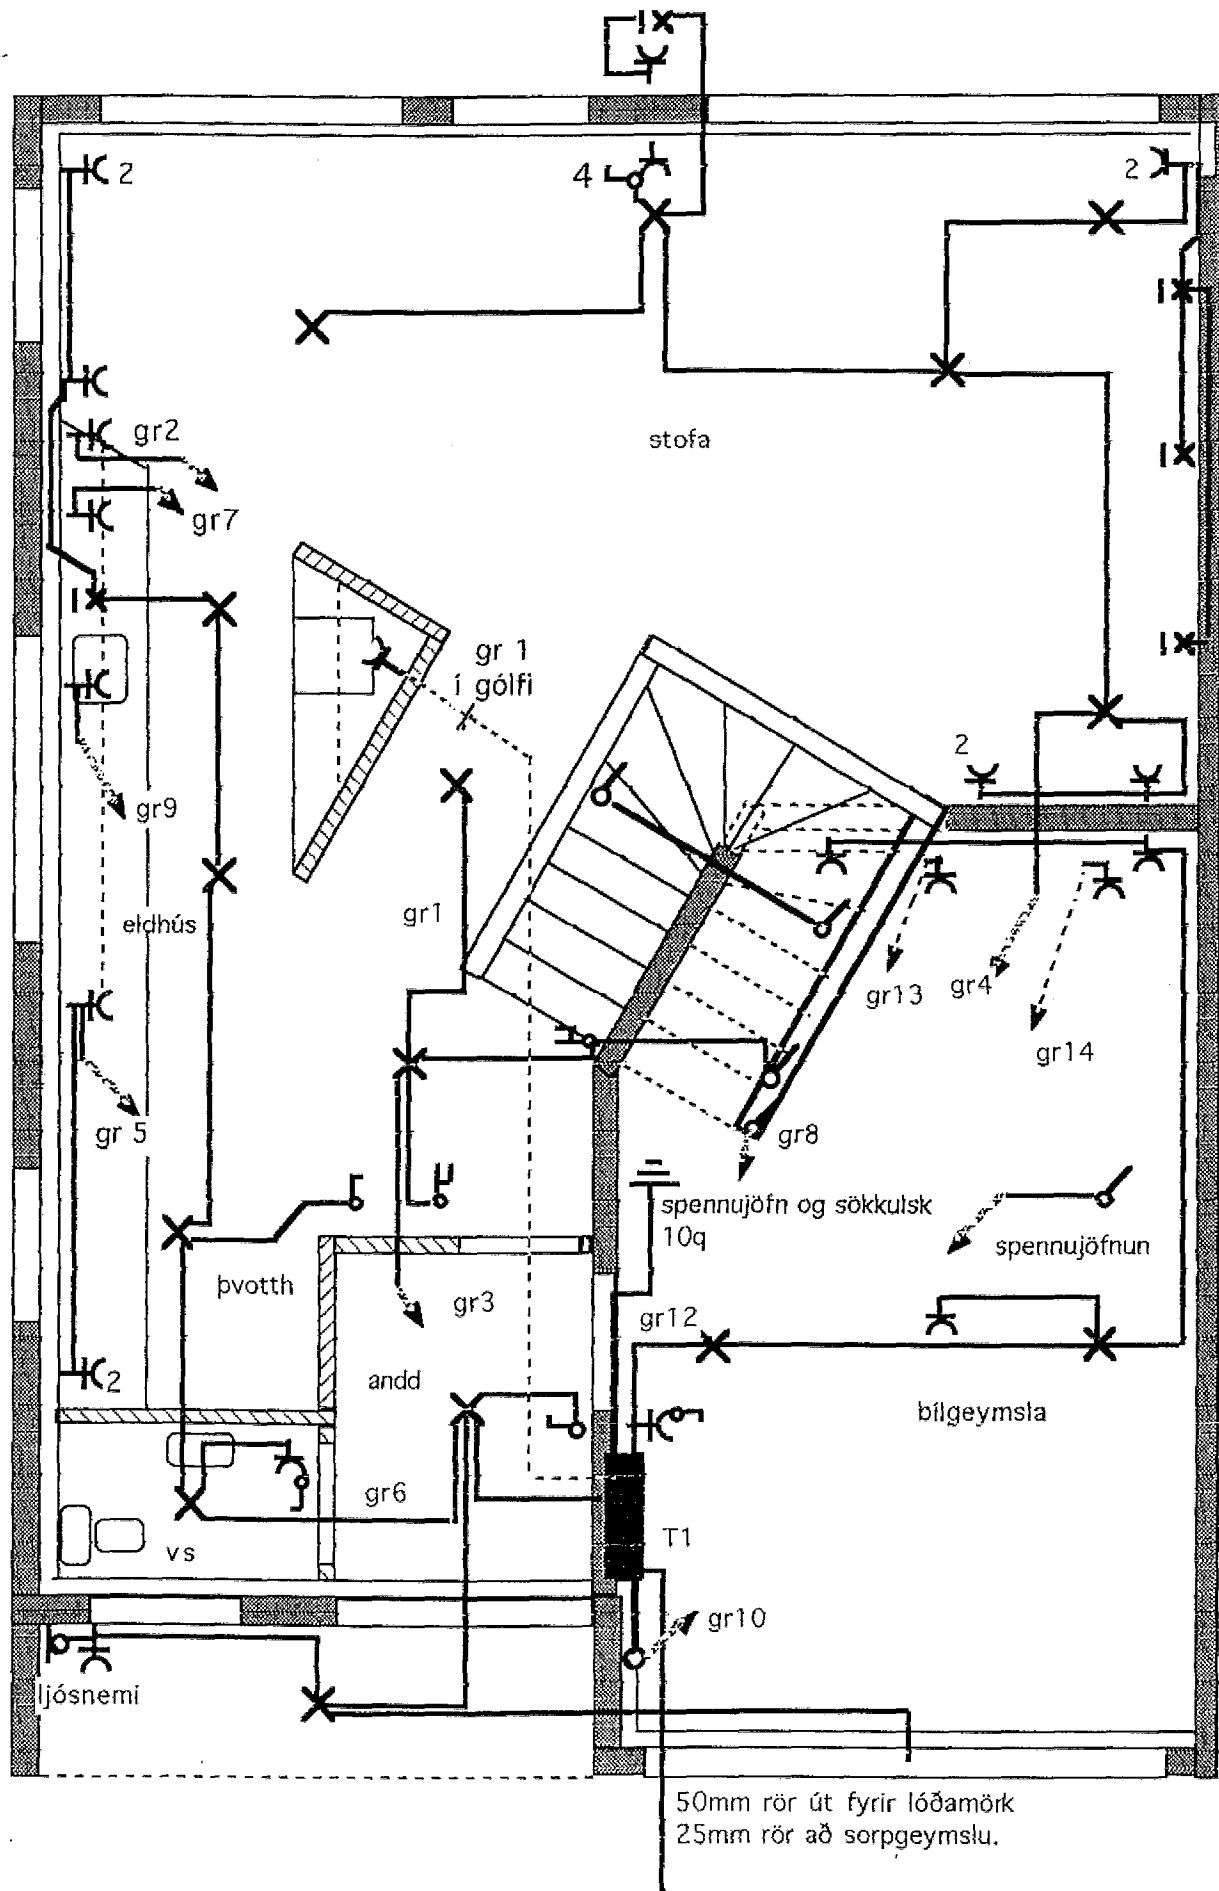 2
4
2
gr2
stofa
gr7
gr 1
í gólfi
2
gr9
gr1
eldhús
gr13
gr4
gr14
gr 5
gr8
spennujöfn og sökkulsk
10q
spennujöfnun
þvotth
gr3
gr12
andd
2
bílgeymsla
gr6
T1
vs
gr10
ljósnemi
50mm rör út fyrir lóðamörk
25mm rör að sorpgeymslu.